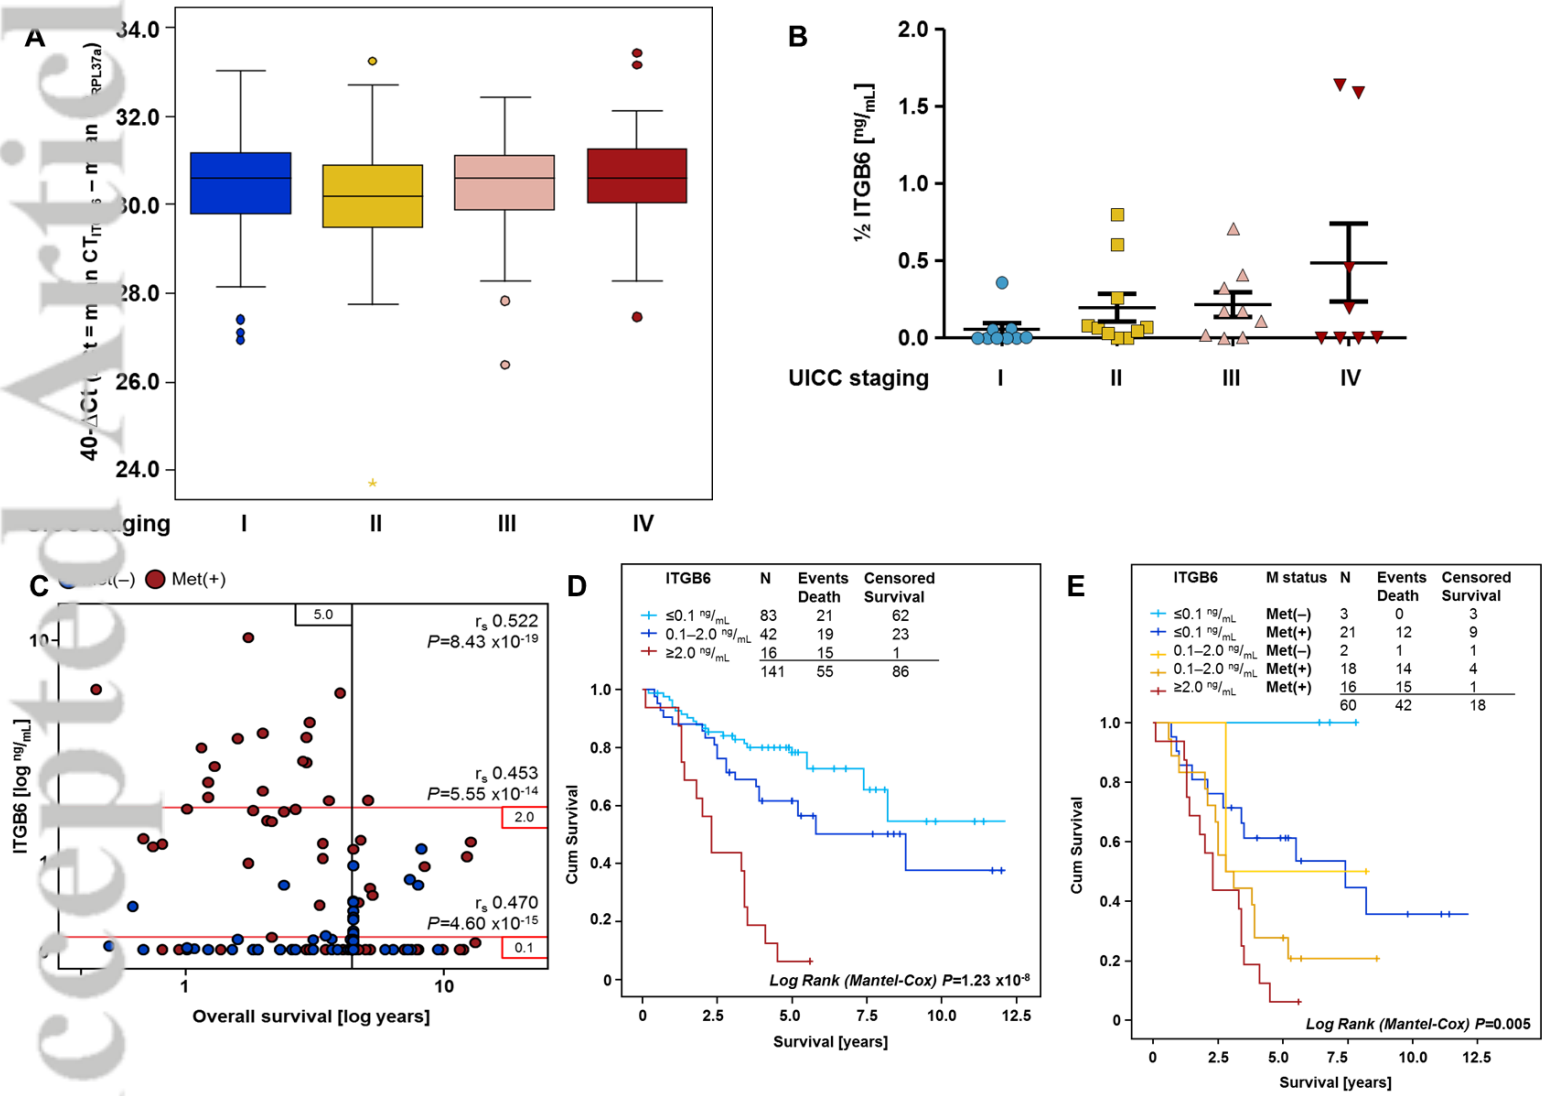 Accepted Article
A
34.0
32.0
30.0
28.0
26.0
24.0
I II III IV
B
½ ITGB6 [ng/mL]
2.0
1.5
1.0
0.5
0.0
UICC staging I II III IV
C
Met(+)
ITGB6 [log ng/mL]
10
5.0
rs 0.522
P=8.43 x10-19
rs 0.453
P=5.55 x10-14
2.0
rs 0.470
P=4.60 x10-15
0.1
1 10
Overall survival [log years]
D
ITGB6 N Events Death Censored Survival
≤0.1 ng/mL 83 21 62
0.1–2.0 ng/mL 42 19 23
≥2.0 ng/mL 16 15 1
141 55 86
Cum Survival
1.0
0.8
0.6
0.4
0.2
0
Log Rank (Mantel-Cox) P=1.23 x10-8
0 2.5 5.0 7.5 10.0 12.5
Survival [years]
E
ITGB6 M status N Events Death Censored Survival
≤0.1 ng/mL Met(–) 3 0 3
≤0.1 ng/mL Met(+) 21 12 9
0.1–2.0 ng/mL Met(–) 2 1 1
0.1–2.0 ng/mL Met(+) 18 14 4
≥2.0 ng/mL Met(+) 16 15 1
60 42 18
Cum Survival
1.0
0.8
0.6
0.4
0.2
0
Log Rank (Mantel-Cox) P=0.005
0 2.5 5.0 7.5 10.0 12.5
Survival [years]